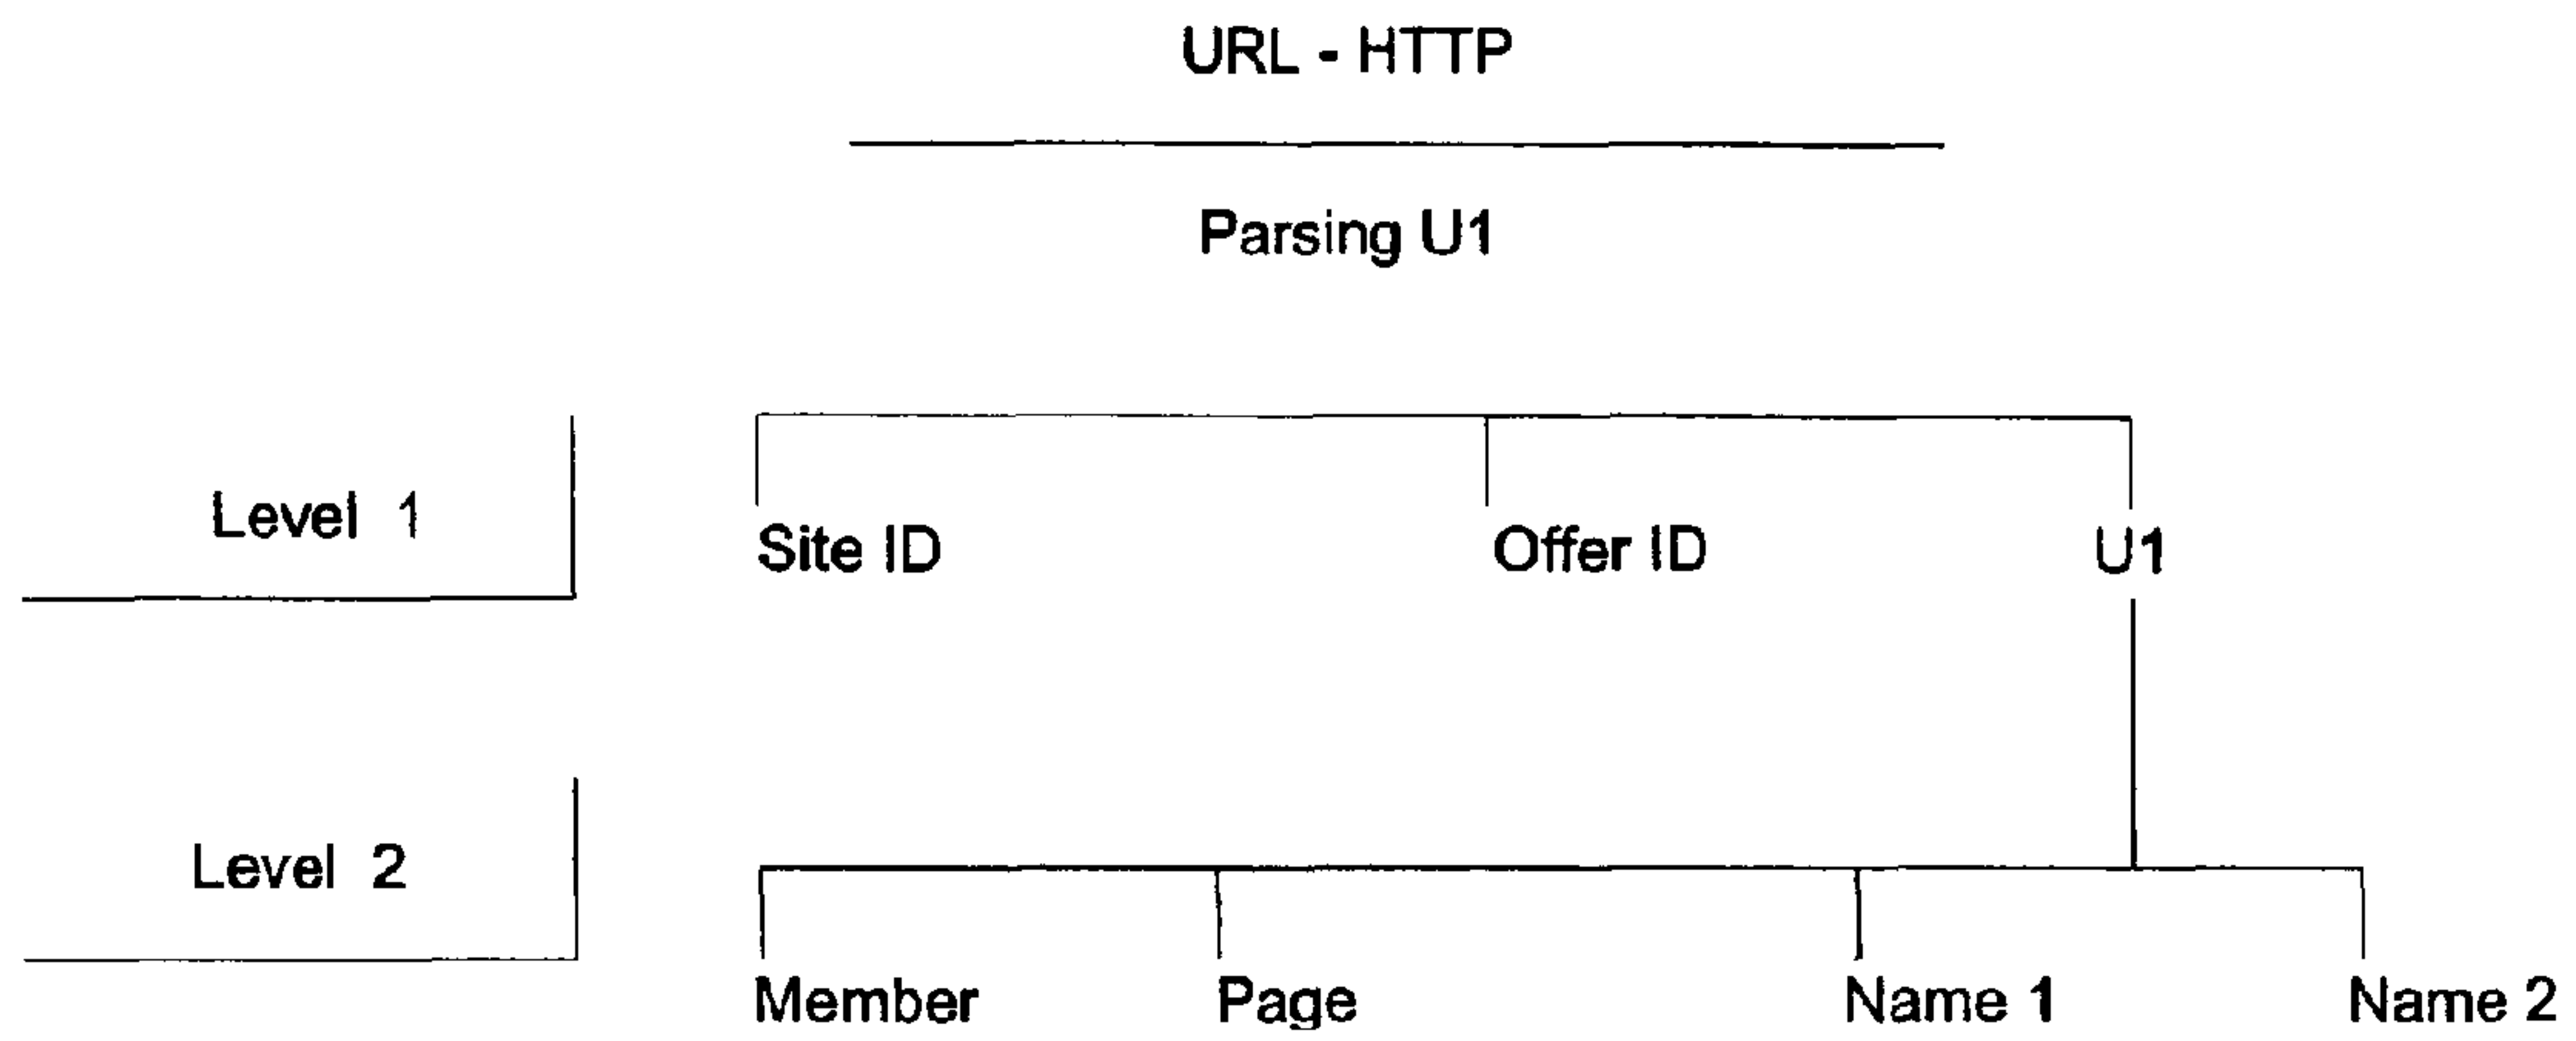 URL - HTTP
Parsing U1
Level 1
Site ID
Offer ID
U1
Level 2
Member
Page
Name 1
Name 2